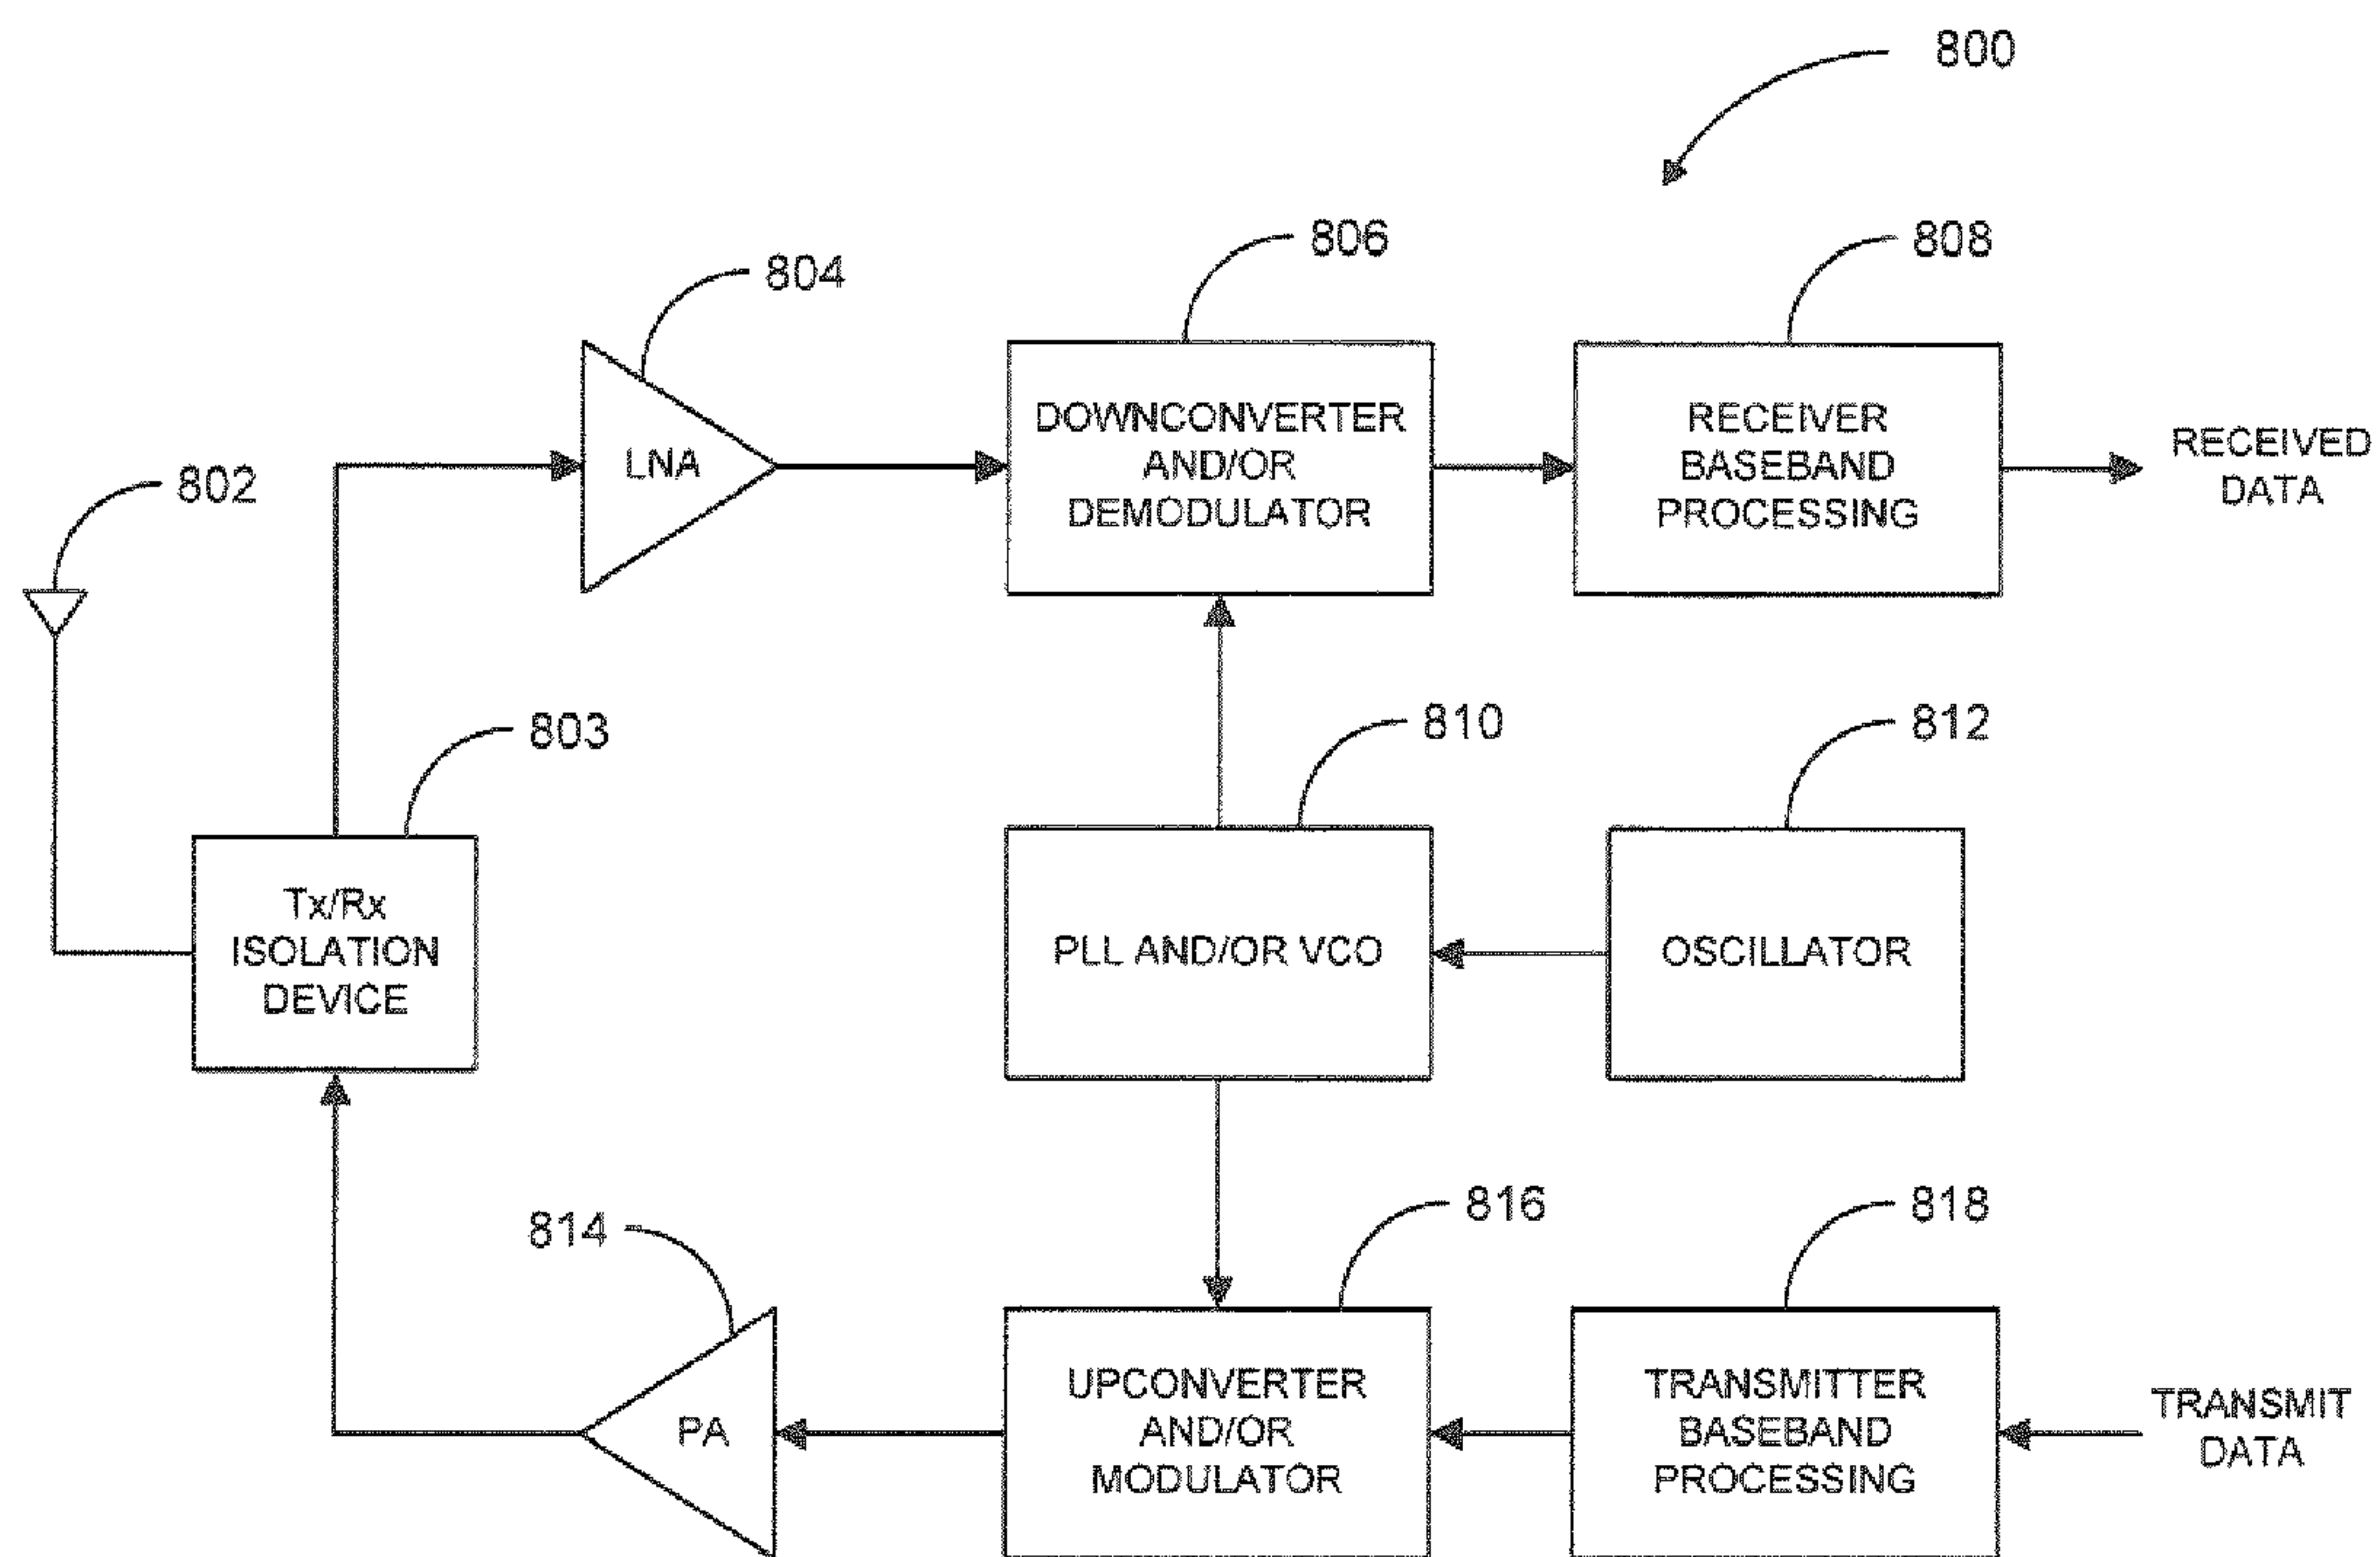 800
806
808
804
DOWNCONVERTER
AND/OR
DEMODULATOR
RECEIVER
BASEBAND
PROCESSING
LNA
RECEIVED
DATA
802
810
812
803
Tx/Rx
ISOLATION
DEVICE
PLL AND/OR VCO
OSCILLATOR
816
818
814
UPCONVERTER
AND/OR
MODULATOR
TRANSMITTER
BASEBAND
PROCESSING
PA
TRANSMIT
DATA